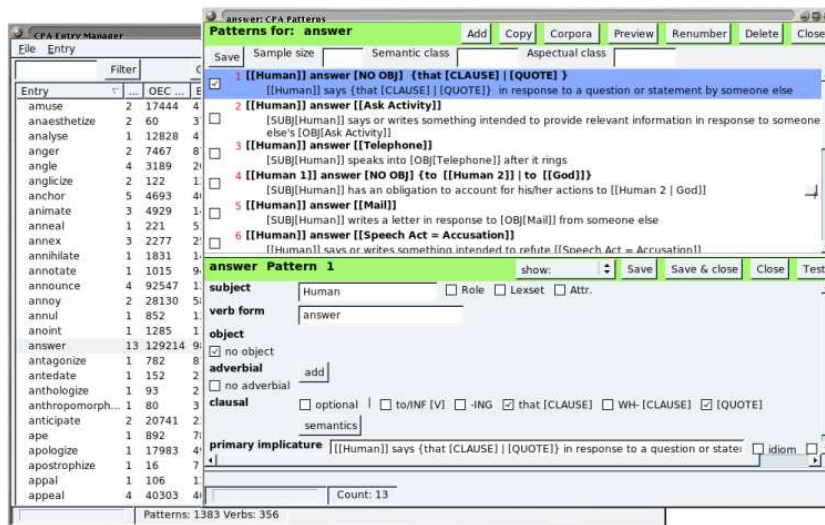 CPA Entry Manager
File Entry
Filter
Entry ... OEC ...
amuse 2 17444
anaesthetize 2 60
analyse 1 12828
anger 2 7467
angle 4 3189
anglicize 2 122
anchor 5 4693
animate 3 4929
anneal 1 221
annex 3 2277
annihilate 1 1831
annotate 1 1015
announce 4 92547
annoy 2 28130
annul 1 852
anoint 1 1285
answer 13 129214
antagonize 1 782
antedate 1 152
anthologize 1 93
anthropomorph... 1 80
anticipate 2 20741
ape 1 892
apologize 1 17983
apostrophize 1 16
appal 1 106
appeal 4 40303
Patterns: 1383 Verbs: 356
answer: CPA Patterns
Patterns for: answer Add Copy Corpora Preview Renumber Delete Close
Save Sample size Semantic class Aspectual class
1 [[Human]] answer [NO OBJ] {that [CLAUSE] | [QUOTE] }
[[Human]] says {that [CLAUSE] | [QUOTE]} in response to a question or statement by someone else
2 [[Human]] answer [[Ask Activity]]
[SUBJ[Human]] says or writes something intended to provide relevant information in response to someone
else's [OBJ[Ask Activity]]
3 [[Human]] answer [[Telephone]]
[SUBJ[Human]] speaks into [OBJ[Telephone]] after it rings
4 [[Human 1]] answer [NO OBJ] {to [[Human 2]] | to [[God]]}
[SUBJ[Human]] has an obligation to account for his/her actions to [[Human 2 | God]]
5 [[Human]] answer [[Mail]]
[SUBJ[Human]] writes a letter in response to [OBJ[Mail]] from someone else
6 [[Human]] answer [[Speech Act = Accusation]]
[[Human]] says or writes something intended to refute [[Speech Act = Accusation]]
answer Pattern 1 show: Save Save & close Close Test
subject Human Role Lexset Attr.
verb form answer
object
no object
adverbial add
no adverbial
clausal optional | to/INF [V] -ING that [CLAUSE] WH- [CLAUSE] [QUOTE]
semantics
primary implicature [[Human]] says {that [CLAUSE] | [QUOTE]} in response to a question or state idiom
Count: 13